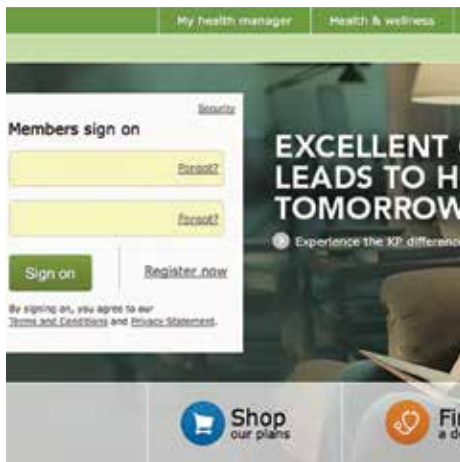 My health manager
Health & wellness
Security
Members sign on
Forgot?
Forgot?
Sign on
Register now
By signing on, you agree to our
Terms and Conditions and Privacy Statement.
EXCELLENT
LEADS TO H
TOMORROW
Experience the KP difference
Shop
our plans
Fi
a d